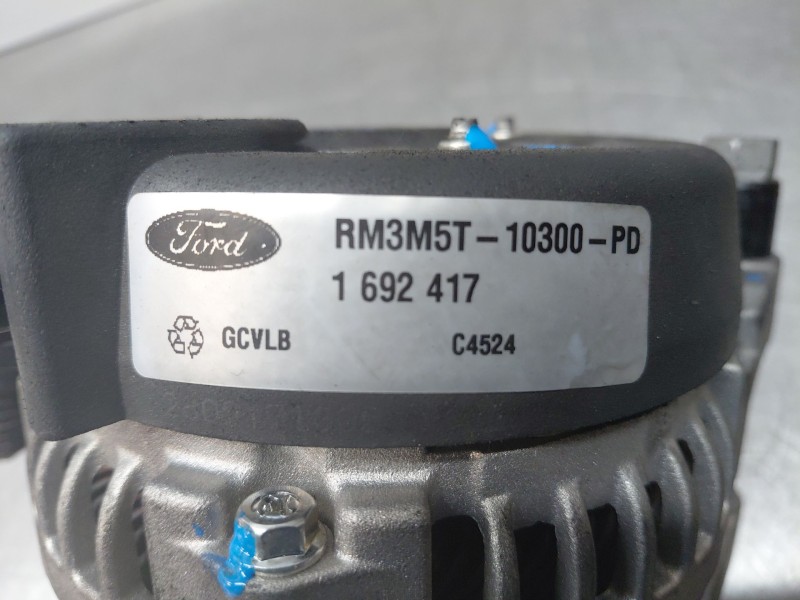 Ford
RM3M5T-10300-PD
1 692 417
GCVLB
C4524